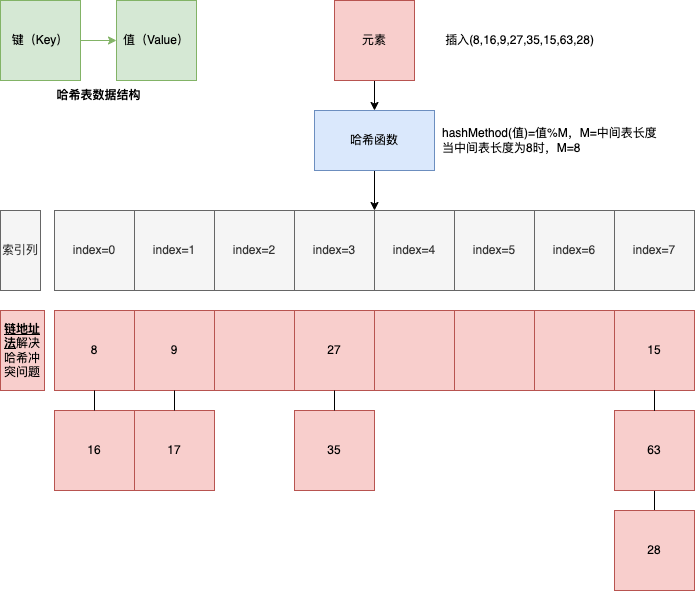 键（Key）
值（Value）
哈希表数据结构
元素
插入(8,16,9,27,35,15,63,28)
哈希函数
hashMethod(值)=值%M，M=中间表长度
当中间表长度为8时，M=8
索引列
index=0
index=1
index=2
index=3
index=4
index=5
index=6
index=7
链地址
法解决
哈希冲
突问题
8
9
27
15
16
17
35
63
28